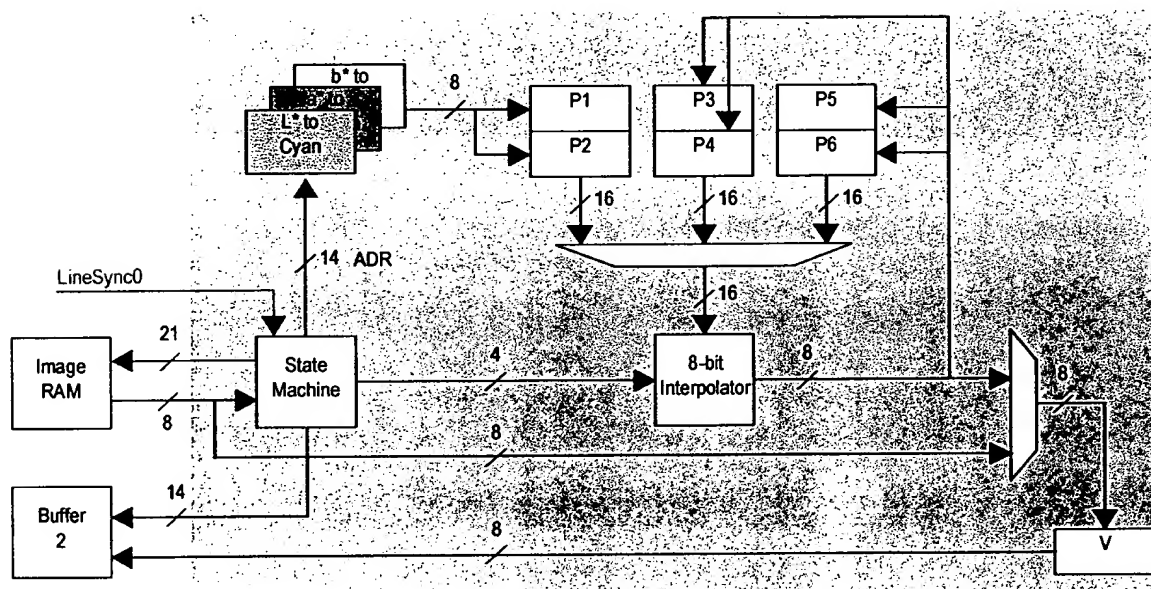 b* to
8
P1
P3
P5
to
L* to
Cyan
P2
P4
P6
16
16
16
14 ADR
LineSync0
16
21
Image
RAM
State
Machine
4
8-bit
Interpolator
8
8
8
8
14
Buffer
2
8
V